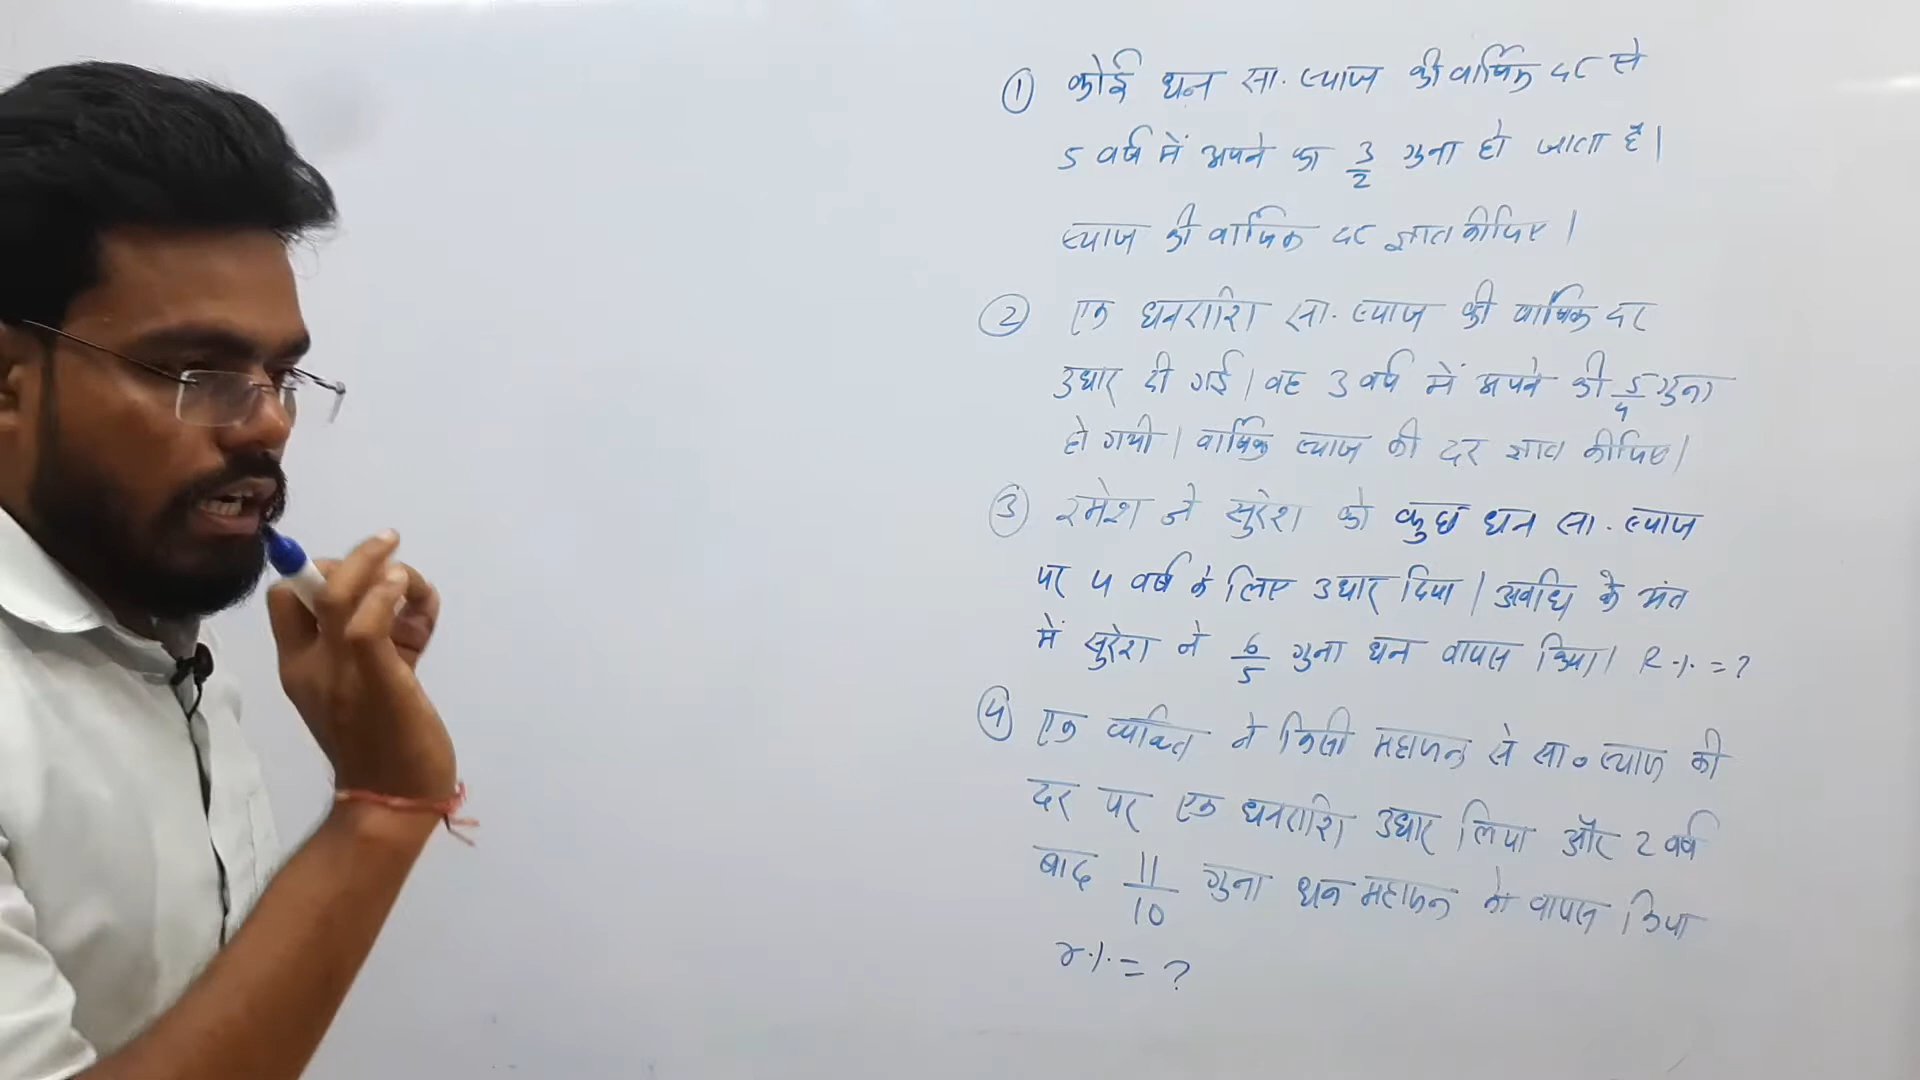 ① कोई धन सा. ब्याज की वार्षिक दर से
5 वर्ष में अपने का 3/2 गुना हो जाता है।
ब्याज की वार्षिक दर ज्ञात कीजिए।
② एक धनराशि सा. ब्याज की वार्षिक दर
उधार दी गई। वह 3 वर्ष में अपने की 5/4 गुना
हो गयी। वार्षिक ब्याज की दर ज्ञात कीजिए।
③ रमेश ने सुरेश को कुछ धन सा. ब्याज
पर 4 वर्ष के लिए उधार दिया। अवधि के अंत
में सुरेश ने 6/5 गुना धन वापस किया। R% = ?
④ एक व्यक्ति ने किसी महाजन से सा० ब्याज की
दर पर एक धनराशि उधार लिया और 2 वर्ष
बाद 11/10 गुना धन महाजन को वापस किया
r% = ?